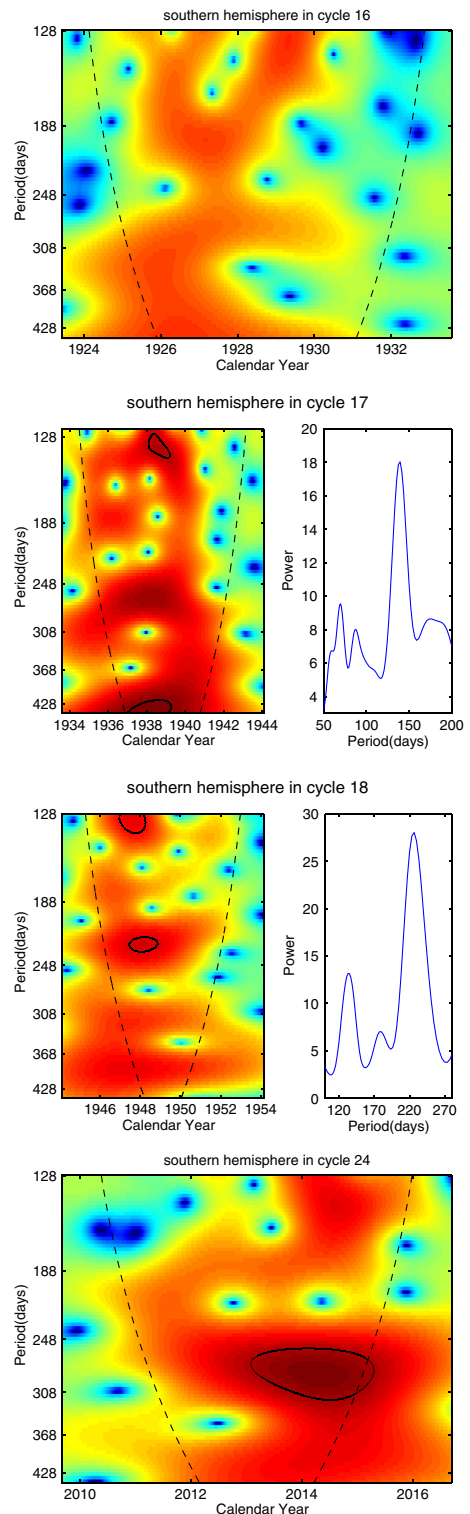 southern hemisphere in cycle 16
Period(days)
128
188
248
308
368
428
1924 1926 1928 1930 1932
Calendar Year
southern hemisphere in cycle 17
Period(days)
128
188
248
308
368
428
1934 1936 1938 1940 1942 1944
Calendar Year
Power
20
18
16
14
12
10
8
6
4
50 100 150 200
Period(days)
southern hemisphere in cycle 18
Period(days)
128
188
248
308
368
428
1946 1948 1950 1952 1954
Calendar Year
Power
30
25
20
15
10
5
0
120 170 220 270
Period(days)
southern hemisphere in cycle 24
Period(days)
128
188
248
308
368
428
2010 2012 2014 2016
Calendar Year